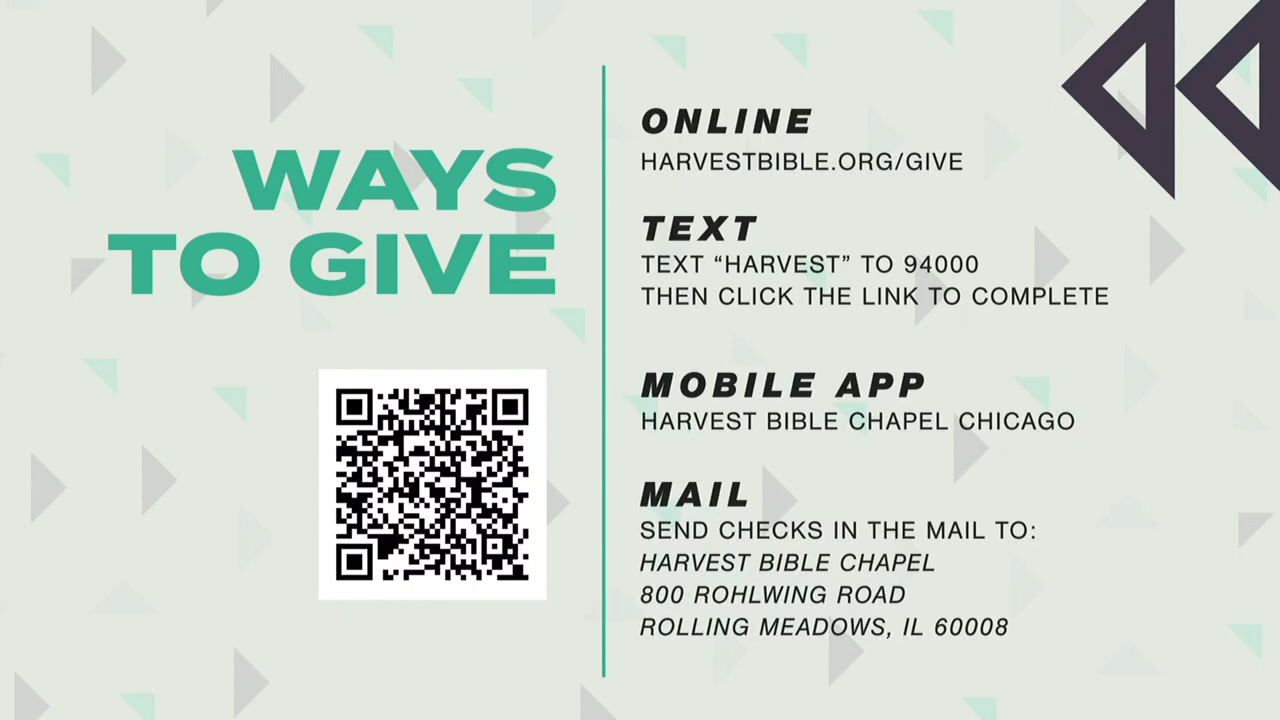 WAYS
TO GIVE
ONLINE
HARVESTBIBLE.ORG/GIVE
TEXT
TEXT “HARVEST” TO 94000
THEN CLICK THE LINK TO COMPLETE
MOBILE APP
HARVEST BIBLE CHAPEL CHICAGO
MAIL
SEND CHECKS IN THE MAIL TO:
HARVEST BIBLE CHAPEL
800 ROHLWING ROAD
ROLLING MEADOWS, IL 60008